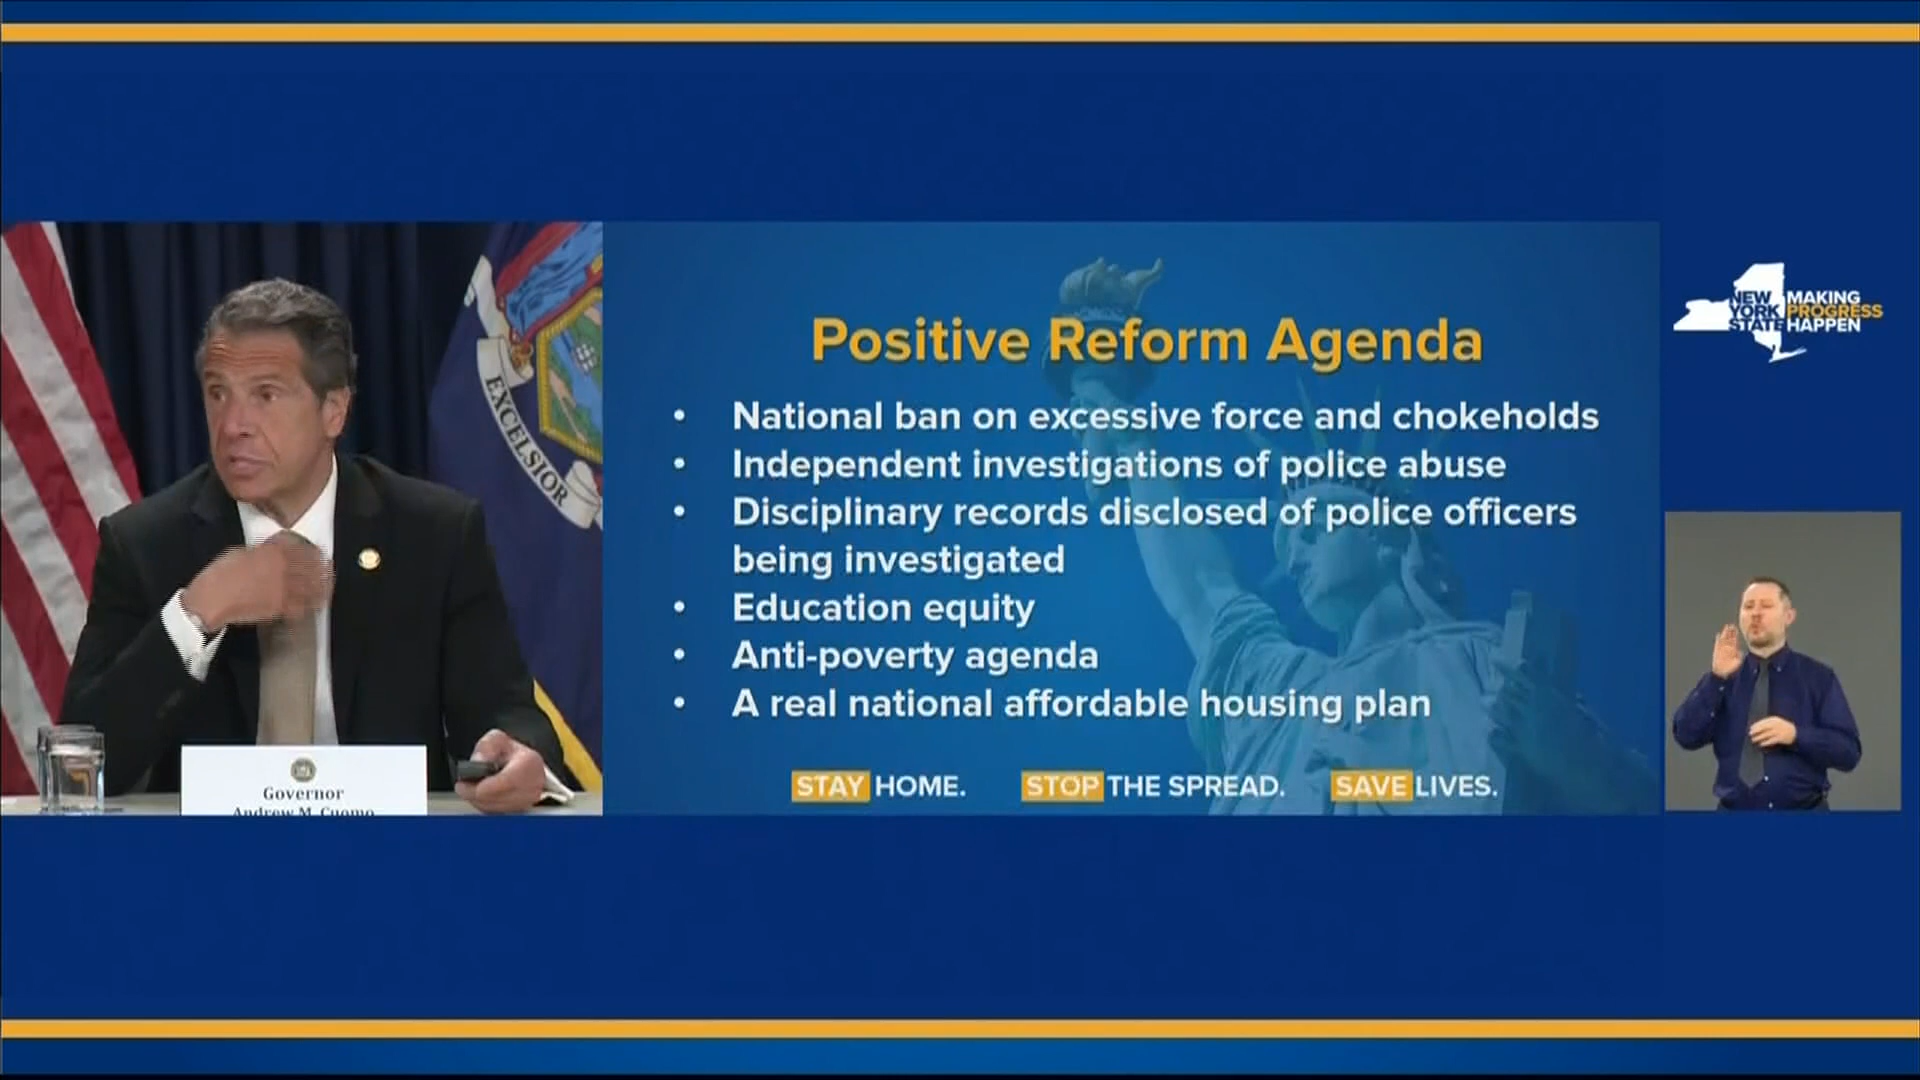 EXCELSIOR
Governor
Andrew M. Cuomo
Positive Reform Agenda
• National ban on excessive force and chokeholds
• Independent investigations of police abuse
• Disciplinary records disclosed of police officers
being investigated
• Education equity
• Anti-poverty agenda
• A real national affordable housing plan
STAY HOME. STOP THE SPREAD. SAVE LIVES.
NEW
YORK
STATE
MAKING
PROGRESS
HAPPEN